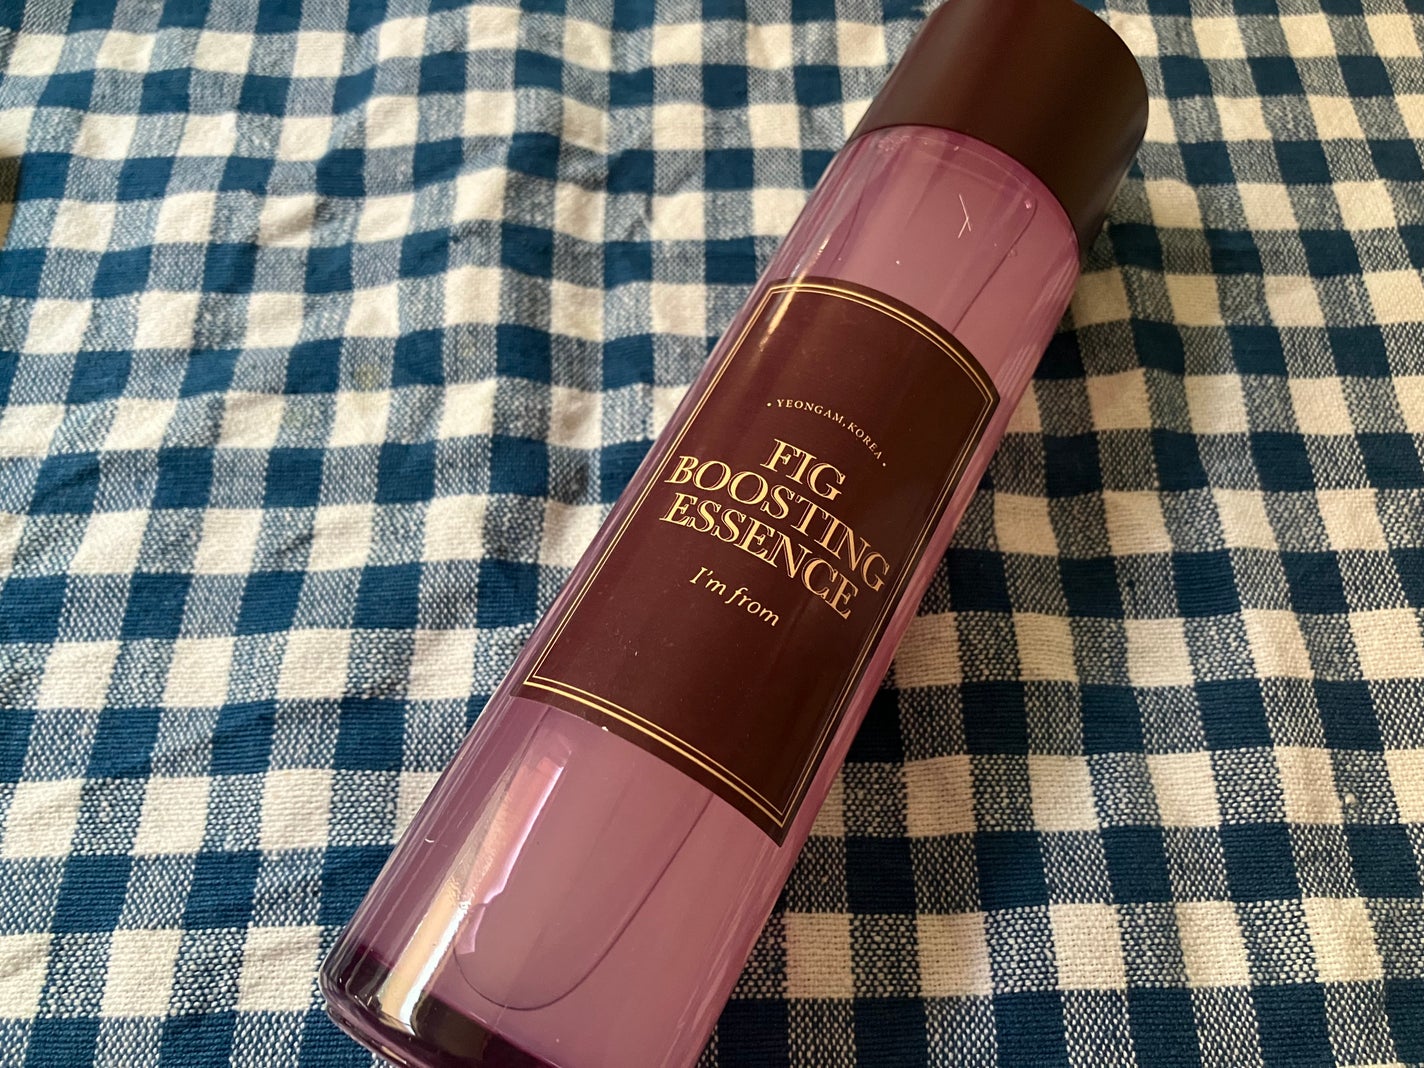 · YEONGAM, KOREA ·
FIG
BOOSTING
ESSENCE
I'm from